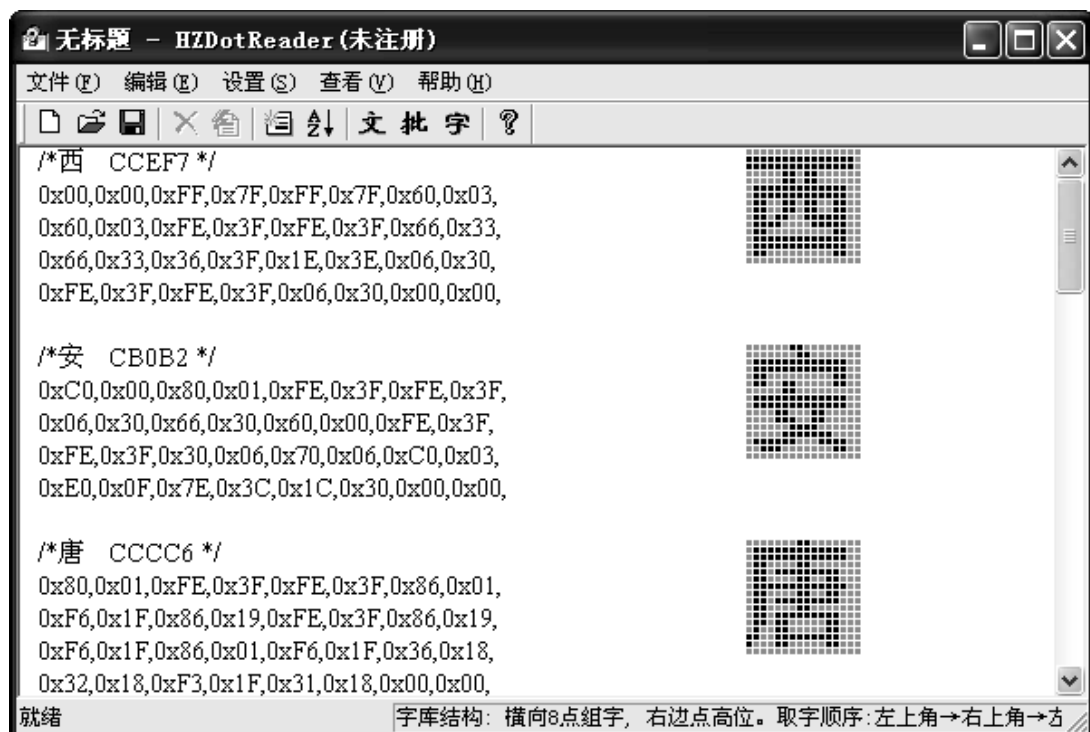 无标题 - HZDotReader(未注册)
文件(F) 编辑(E) 设置(S) 查看(V) 帮助(H)
文 批 字
/*西 CCEF7 */
0x00,0x00,0xFF,0x7F,0xFF,0x7F,0x60,0x03,
0x60,0x03,0xFE,0x3F,0xFE,0x3F,0x66,0x33,
0x66,0x33,0x36,0x3F,0x1E,0x3E,0x06,0x30,
0xFE,0x3F,0xFE,0x3F,0x06,0x30,0x00,0x00,
/*安 CB0B2 */
0xC0,0x00,0x80,0x01,0xFE,0x3F,0xFE,0x3F,
0x06,0x30,0x66,0x30,0x60,0x00,0xFE,0x3F,
0xFE,0x3F,0x30,0x06,0x70,0x06,0xC0,0x03,
0xE0,0x0F,0x7E,0x3C,0x1C,0x30,0x00,0x00,
/*唐 CCCC6 */
0x80,0x01,0xFE,0x3F,0xFE,0x3F,0x86,0x01,
0xF6,0x1F,0x86,0x19,0xFE,0x3F,0x86,0x19,
0xF6,0x1F,0x86,0x01,0xF6,0x1F,0x36,0x18,
0x32,0x18,0xF3,0x1F,0x31,0x18,0x00,0x00,
西
安
唐
就绪 字库结构: 横向8点组字, 右边点高位。取字顺序:左上角→右上角→左